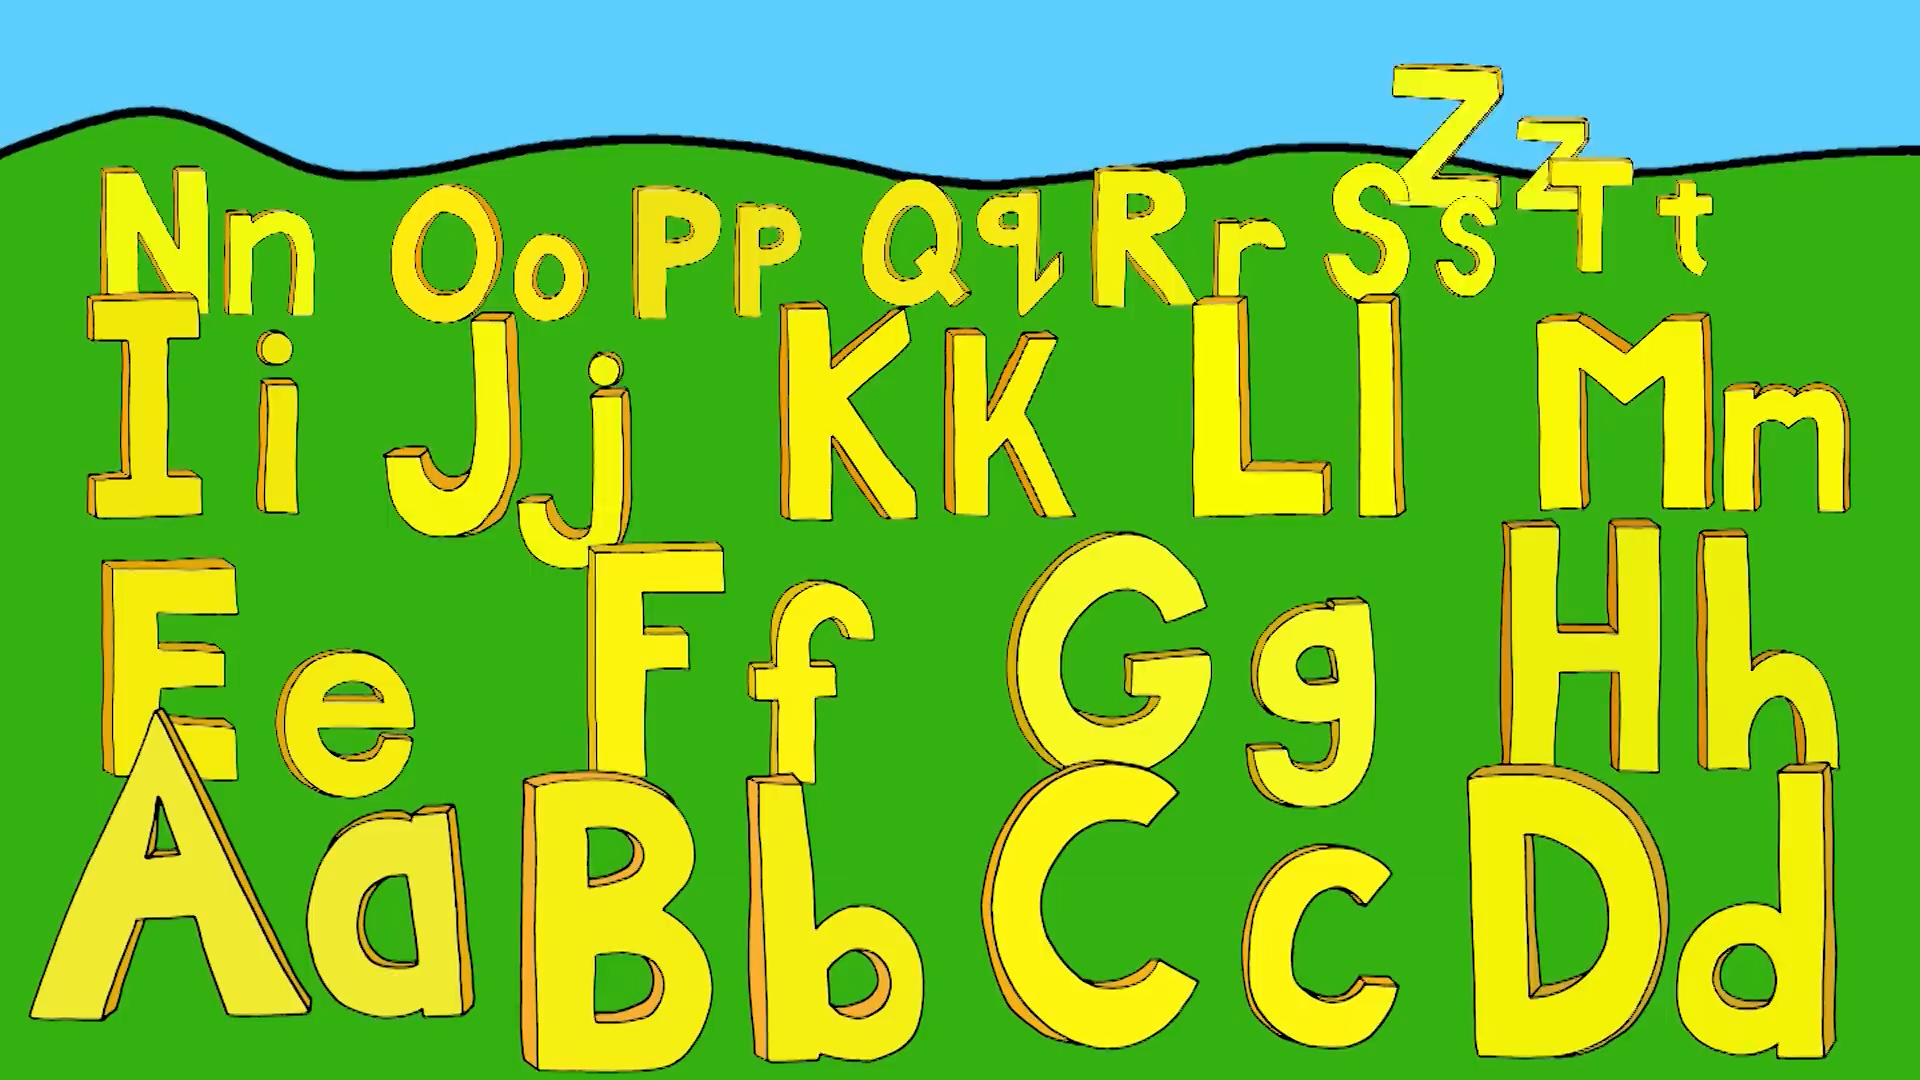 Zz
Nn Oo Pp Qq Rr Ss Tt
Ii Jj Kk Ll Mm
Ee Ff Gg Hh
Aa Bb Cc Dd